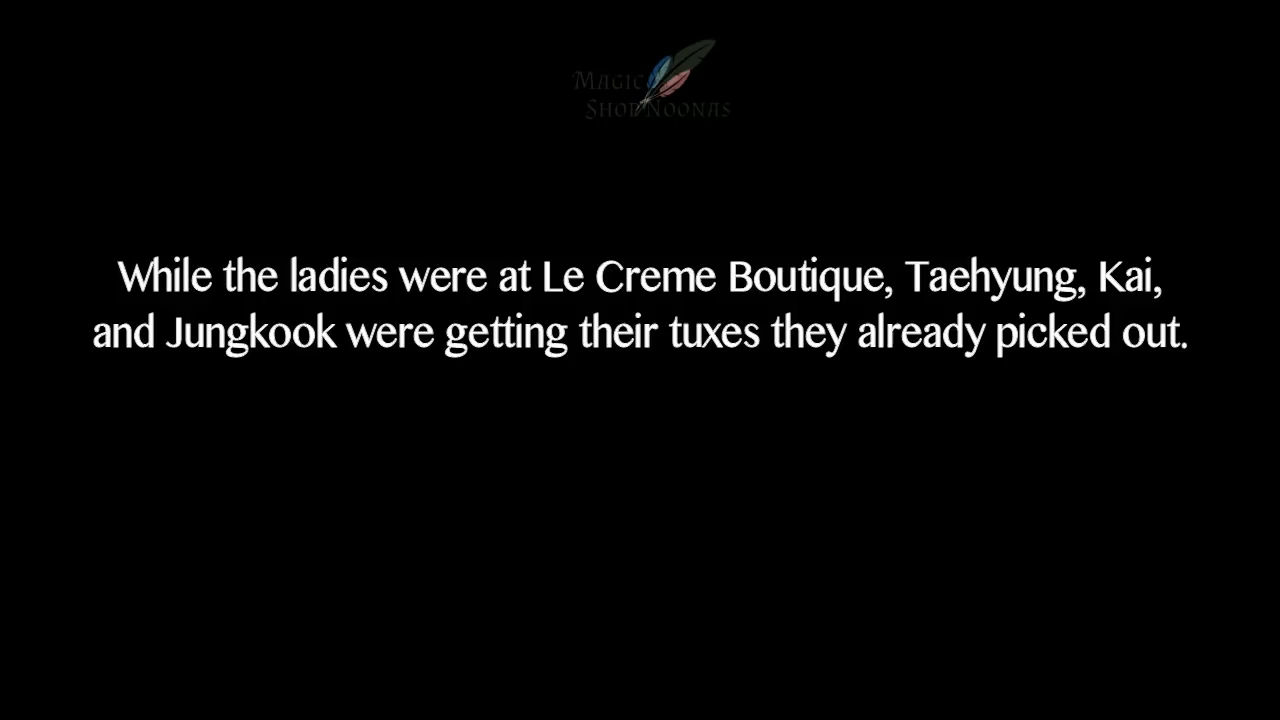 Magic
Shop Noonas
While the ladies were at Le Creme Boutique, Taehyung, Kai,
and Jungkook were getting their tuxes they already picked out.